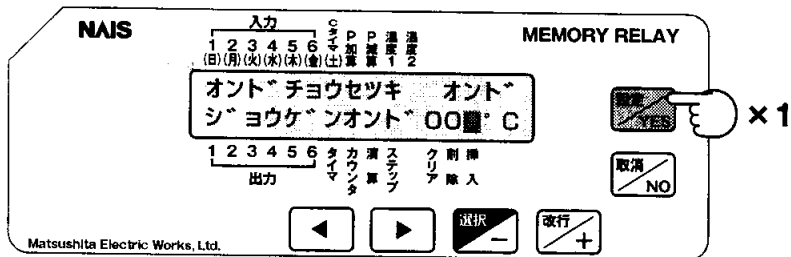 NAIS
MEMORY RELAY
入力
1 2 3 4 5 6 Cタイマ P加算 P減算 温度1 温度2
(日)(月)(火)(水)(木)(金)(土)
オンド゛チョウセツキ オンド゛
シ゛ョウケ゛ンオンド゛ 00■°C
設定/YES
×1
1 2 3 4 5 6 タイマ カウンタ 演算 ステップ クリア 削除 挿入
出力
取消/NO
◀ ▶ 選択/− 改行/+
Matsushita Electric Works, Ltd.